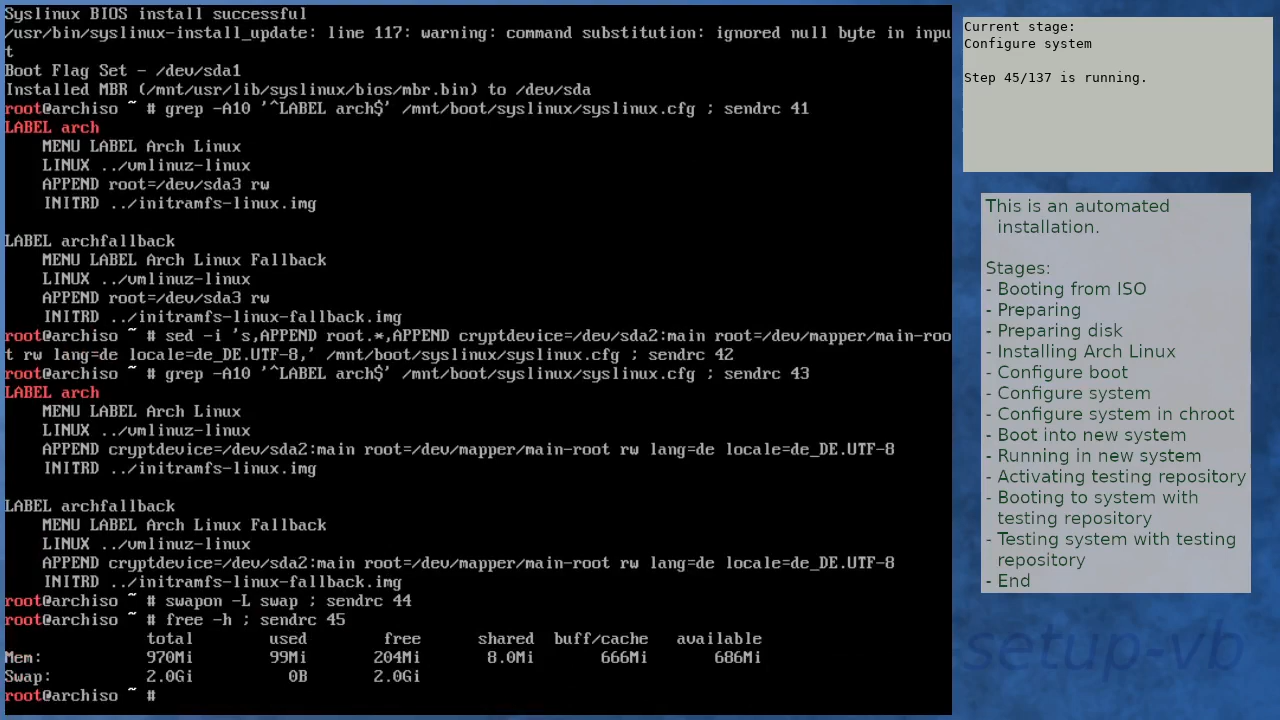 Syslinux BIOS install successful
/usr/bin/syslinux-install_update: line 117: warning: command substitution: ignored null byte in inpu
t
Boot Flag Set - /dev/sda1
Installed MBR (/mnt/usr/lib/syslinux/bios/mbr.bin) to /dev/sda
root@archiso ~ # grep -A10 '^LABEL arch$' /mnt/boot/syslinux/syslinux.cfg ; sendrc 41
LABEL arch
    MENU LABEL Arch Linux
    LINUX ../vmlinuz-linux
    APPEND root=/dev/sda3 rw
    INITRD ../initramfs-linux.img

LABEL archfallback
    MENU LABEL Arch Linux Fallback
    LINUX ../vmlinuz-linux
    APPEND root=/dev/sda3 rw
    INITRD ../initramfs-linux-fallback.img
root@archiso ~ # sed -i 's,APPEND root.*,APPEND cryptdevice=/dev/sda2:main root=/dev/mapper/main-roo
t rw lang=de locale=de_DE.UTF-8,' /mnt/boot/syslinux/syslinux.cfg ; sendrc 42
root@archiso ~ # grep -A10 '^LABEL arch$' /mnt/boot/syslinux/syslinux.cfg ; sendrc 43
LABEL arch
    MENU LABEL Arch Linux
    LINUX ../vmlinuz-linux
    APPEND cryptdevice=/dev/sda2:main root=/dev/mapper/main-root rw lang=de locale=de_DE.UTF-8
    INITRD ../initramfs-linux.img

LABEL archfallback
    MENU LABEL Arch Linux Fallback
    LINUX ../vmlinuz-linux
    APPEND cryptdevice=/dev/sda2:main root=/dev/mapper/main-root rw lang=de locale=de_DE.UTF-8
    INITRD ../initramfs-linux-fallback.img
root@archiso ~ # swapon -L swap ; sendrc 44
root@archiso ~ # free -h ; sendrc 45
               total        used        free      shared  buff/cache   available
Mem:           970Mi        99Mi       204Mi       8.0Mi       666Mi       686Mi
Swap:          2.0Gi          0B       2.0Gi
root@archiso ~ #
Current stage:
Configure system

Step 45/137 is running.
This is an automated
installation.

Stages:
- Booting from ISO
- Preparing
- Preparing disk
- Installing Arch Linux
- Configure boot
- Configure system
- Configure system in chroot
- Boot into new system
- Running in new system
- Activating testing repository
- Booting to system with
testing repository
- Testing system with testing
repository
- End
setup-vb